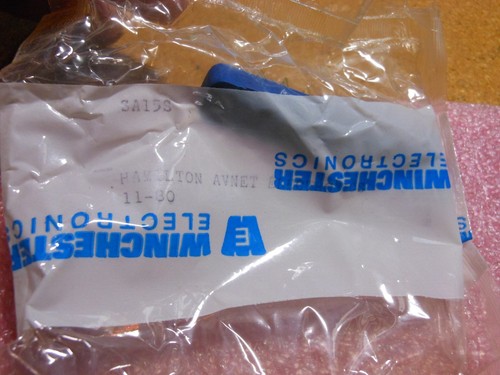 SA15S
HAMILTON AVNET
11-80
WINCHESTER
ELECTRONICS
WINCHESTER
ELECTRONICS